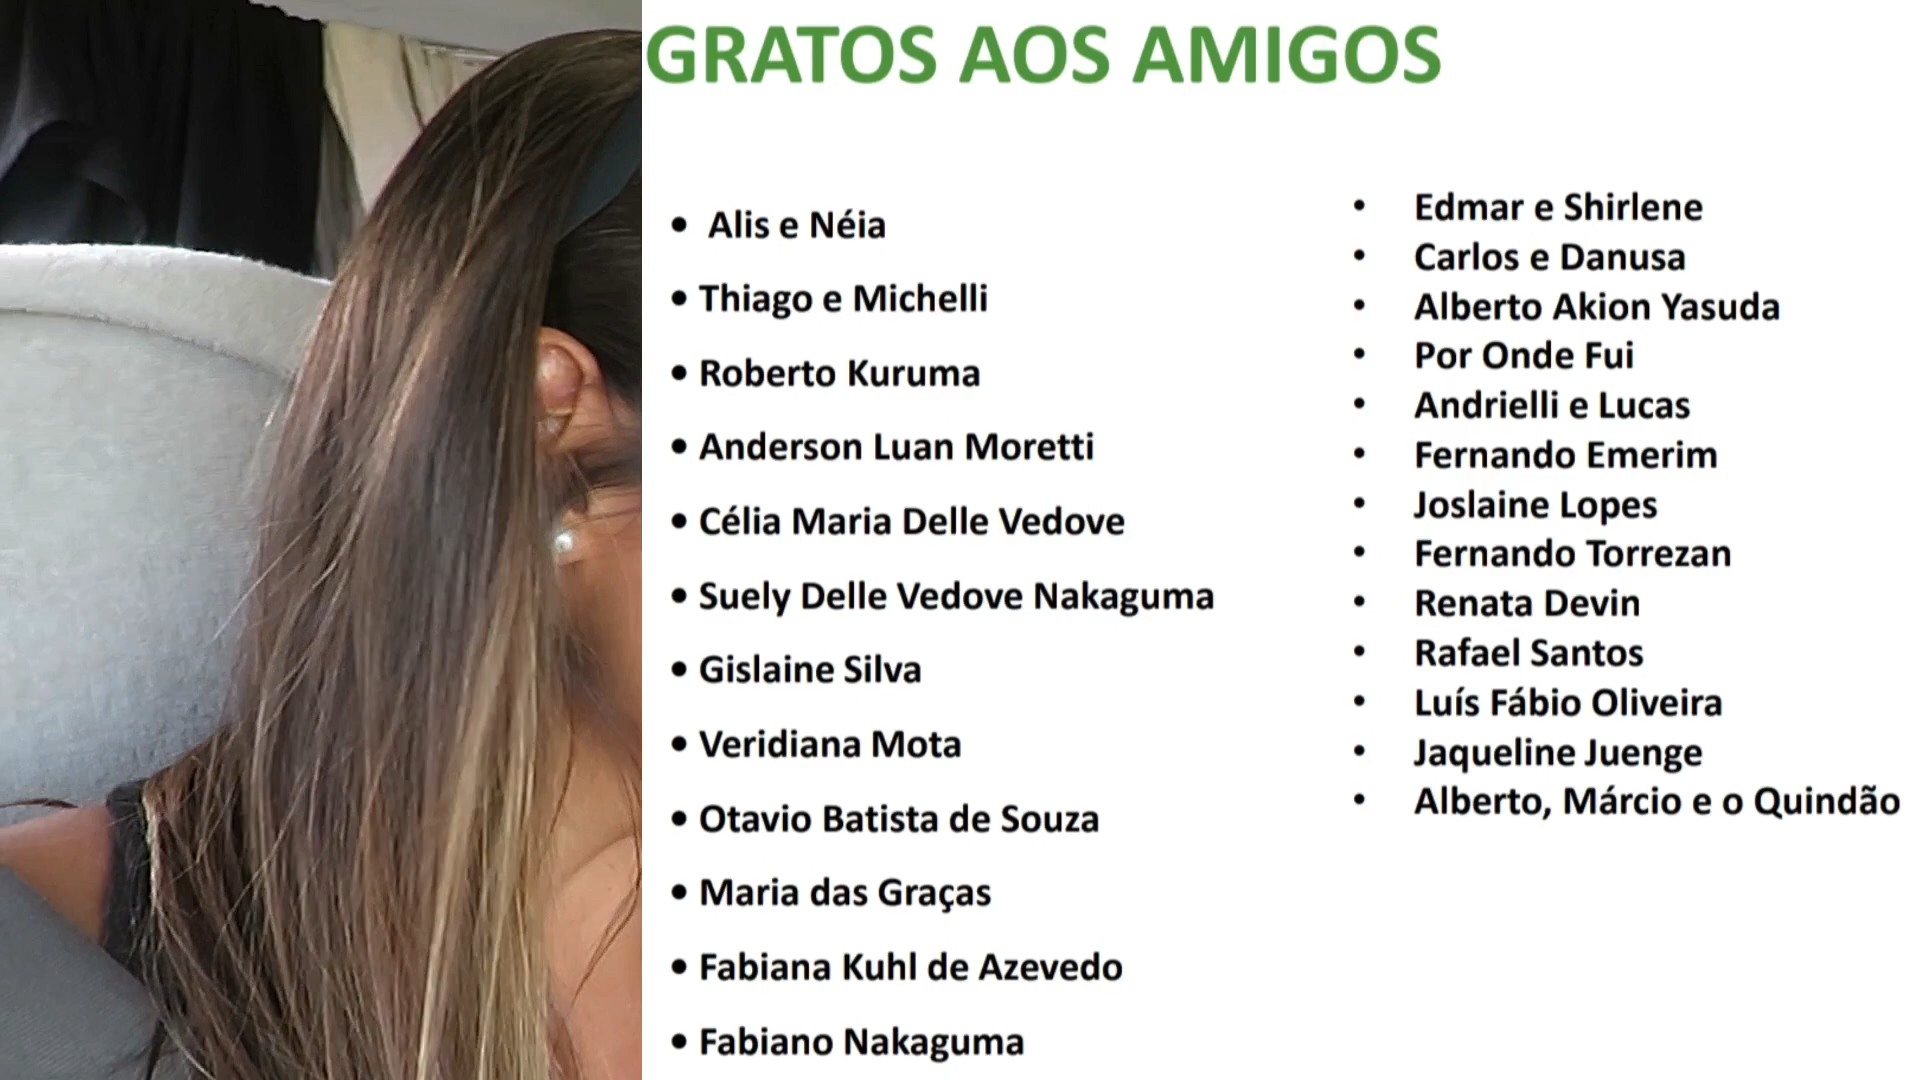 GRATOS AOS AMIGOS
• Alis e Néia
• Thiago e Michelli
• Roberto Kuruma
• Anderson Luan Moretti
• Célia Maria Delle Vedove
• Suely Delle Vedove Nakaguma
• Gislaine Silva
• Veridiana Mota
• Otavio Batista de Souza
• Maria das Graças
• Fabiana Kuhl de Azevedo
• Fabiano Nakaguma
• Edmar e Shirlene
• Carlos e Danusa
• Alberto Akion Yasuda
• Por Onde Fui
• Andrielli e Lucas
• Fernando Emerim
• Joslaine Lopes
• Fernando Torrezan
• Renata Devin
• Rafael Santos
• Luís Fábio Oliveira
• Jaqueline Juenge
• Alberto, Márcio e o Quindão